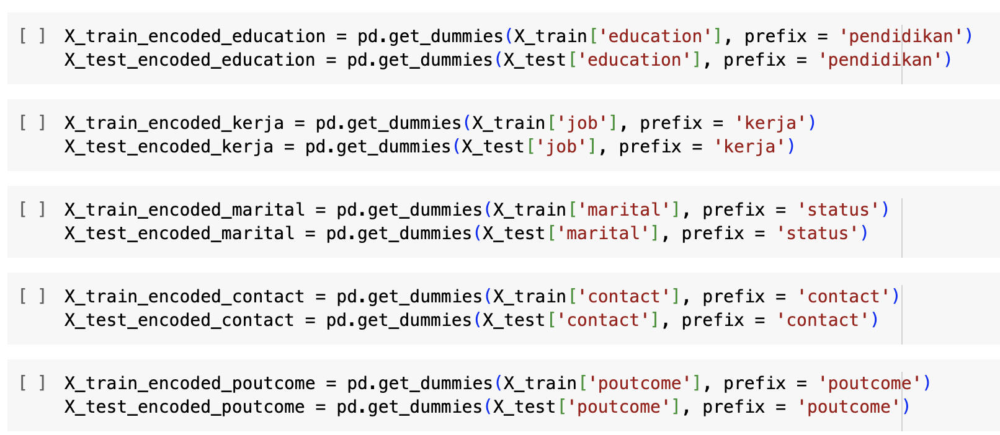 [ ] X_train_encoded_education = pd.get_dummies(X_train['education'], prefix = 'pendidikan')
X_test_encoded_education = pd.get_dummies(X_test['education'], prefix = 'pendidikan')
[ ] X_train_encoded_kerja = pd.get_dummies(X_train['job'], prefix = 'kerja')
X_test_encoded_kerja = pd.get_dummies(X_test['job'], prefix = 'kerja')
[ ] X_train_encoded_marital = pd.get_dummies(X_train['marital'], prefix = 'status')
X_test_encoded_marital = pd.get_dummies(X_test['marital'], prefix = 'status')
[ ] X_train_encoded_contact = pd.get_dummies(X_train['contact'], prefix = 'contact')
X_test_encoded_contact = pd.get_dummies(X_test['contact'], prefix = 'contact')
[ ] X_train_encoded_poutcome = pd.get_dummies(X_train['poutcome'], prefix = 'poutcome')
X_test_encoded_poutcome = pd.get_dummies(X_test['poutcome'], prefix = 'poutcome')